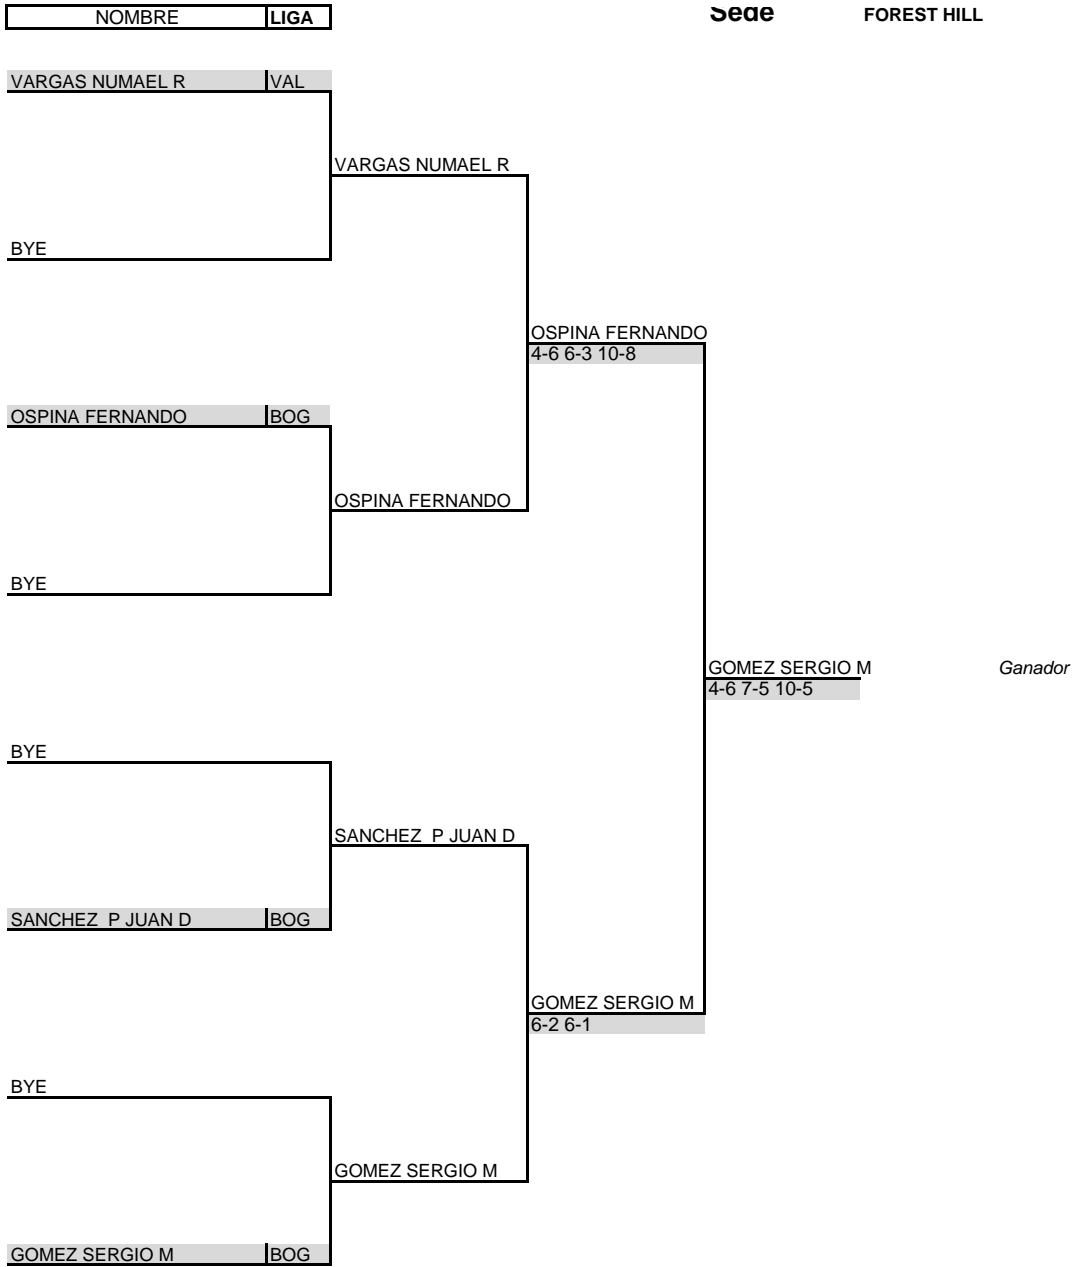 NOMBRE LIGA Sede FOREST HILL
VARGAS NUMAEL R VAL
VARGAS NUMAEL R
BYE
OSPINA FERNANDO
4-6 6-3 10-8
OSPINA FERNANDO BOG
OSPINA FERNANDO
BYE
GOMEZ SERGIO M Ganador
4-6 7-5 10-5
BYE
SANCHEZ P JUAN D
SANCHEZ P JUAN D BOG
GOMEZ SERGIO M
6-2 6-1
BYE
GOMEZ SERGIO M
GOMEZ SERGIO M BOG